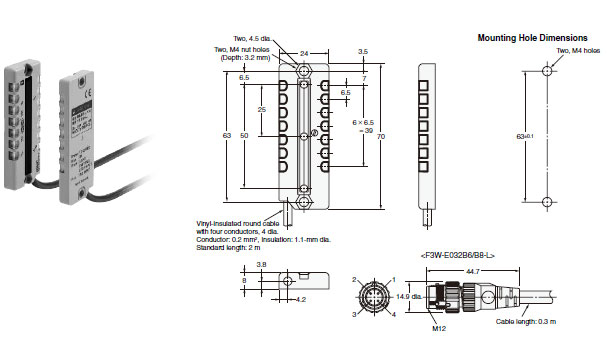 Mounting Hole Dimensions
Two, 4.5 dia.
Two, M4 nut holes
(Depth: 3.2 mm)
24
3.5
Two, M4 holes
6.5
7
6.5
25
63
50
6 × 6.5
= 39
70
63±0.1
Vinyl-insulated round cable
with four conductors, 4 dia.
Conductor: 0.2 mm², Insulation: 1.1-mm dia.
Standard length: 2 m
<F3W-E032B6/B8-L>
3.8
8
4.2
2
1
3
4
14.9 dia.
44.7
M12
Cable length: 0.3 m